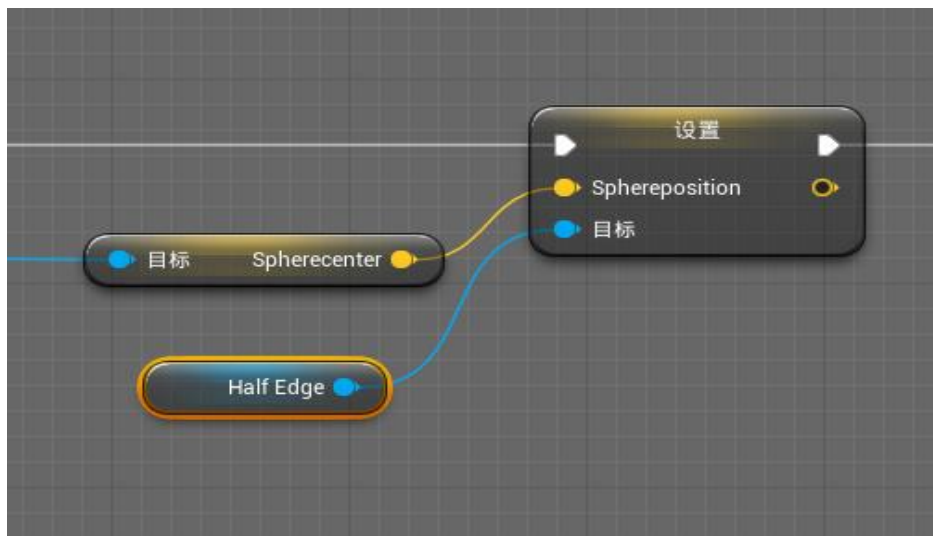 设置
Sphereposition
目标
目标 Spherecenter
Half Edge